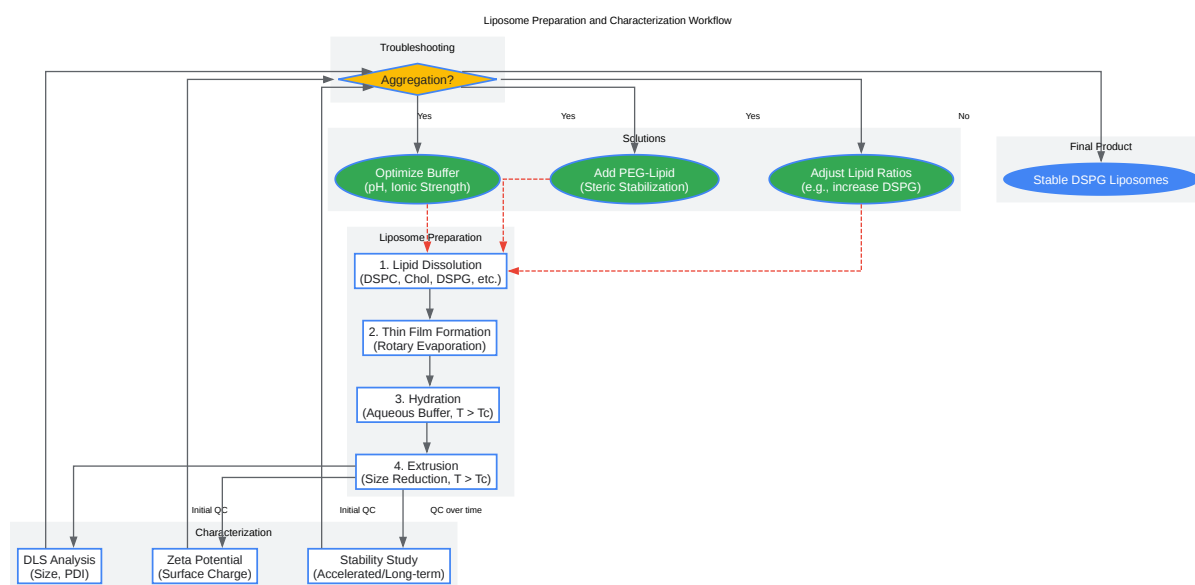 Liposome Preparation and Characterization Workflow
Troubleshooting
Aggregation?
Yes
Yes
Yes
No
Solutions
Final Product
Optimize Buffer
(pH, Ionic Strength)
Add PEG-Lipid
(Steric Stabilization)
Adjust Lipid Ratios
(e.g., increase DSPG)
Stable DSPG Liposomes
Liposome Preparation
1. Lipid Dissolution
(DSPC, Chol, DSPG, etc.)
2. Thin Film Formation
(Rotary Evaporation)
3. Hydration
(Aqueous Buffer, T > Tc)
4. Extrusion
(Size Reduction, T > Tc)
Initial QC
Initial QC
QC over time
Characterization
DLS Analysis
(Size, PDI)
Zeta Potential
(Surface Charge)
Stability Study
(Accelerated/Long-term)